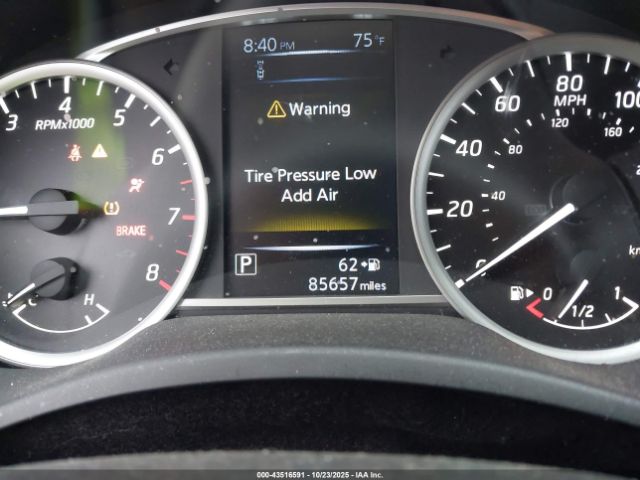 8:40 PM 75 °F
Warning
Tire Pressure Low
Add Air
P 62
85657 miles
3 4 5 6 7 8
RPMx1000
BRAKE
C H
0 20 40 60 80 100
MPH
40 80 120 160
km
0 1/2 1
000-43516591 - 10/23/2025 - IAA Inc.